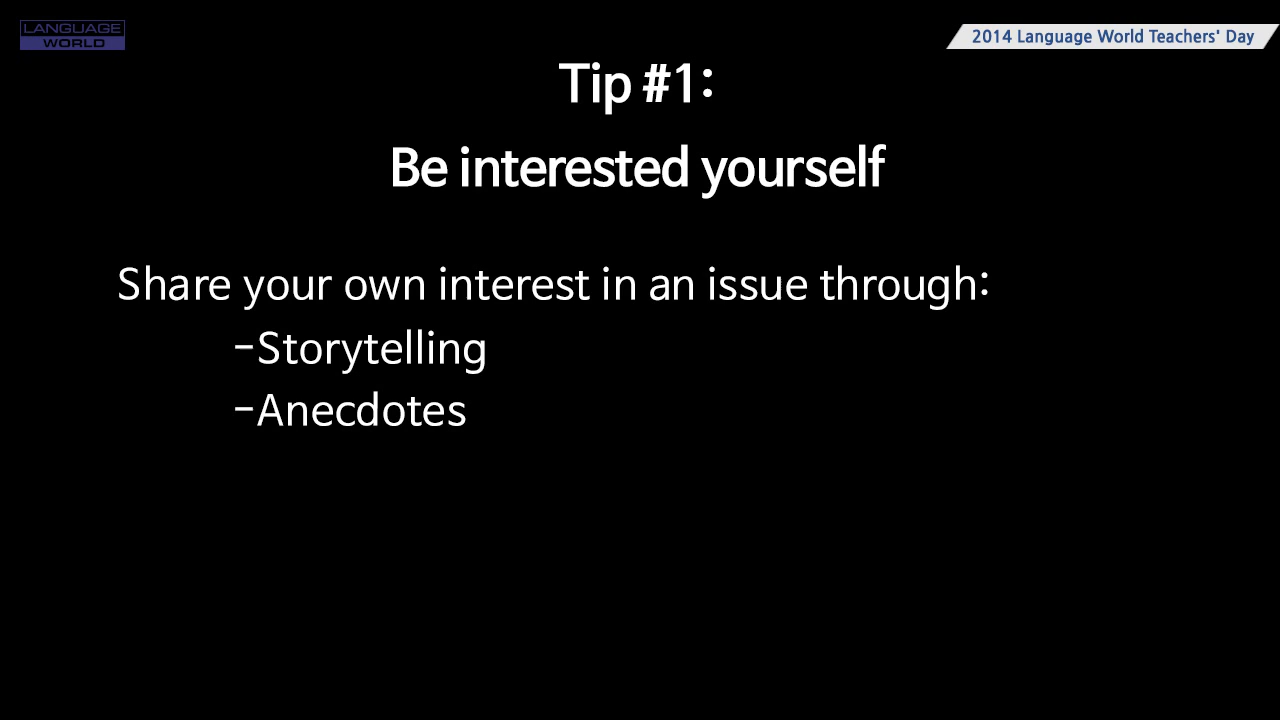 LANGUAGE
WORLD
2014 Language World Teachers' Day
Tip #1:
Be interested yourself
Share your own interest in an issue through:
-Storytelling
-Anecdotes